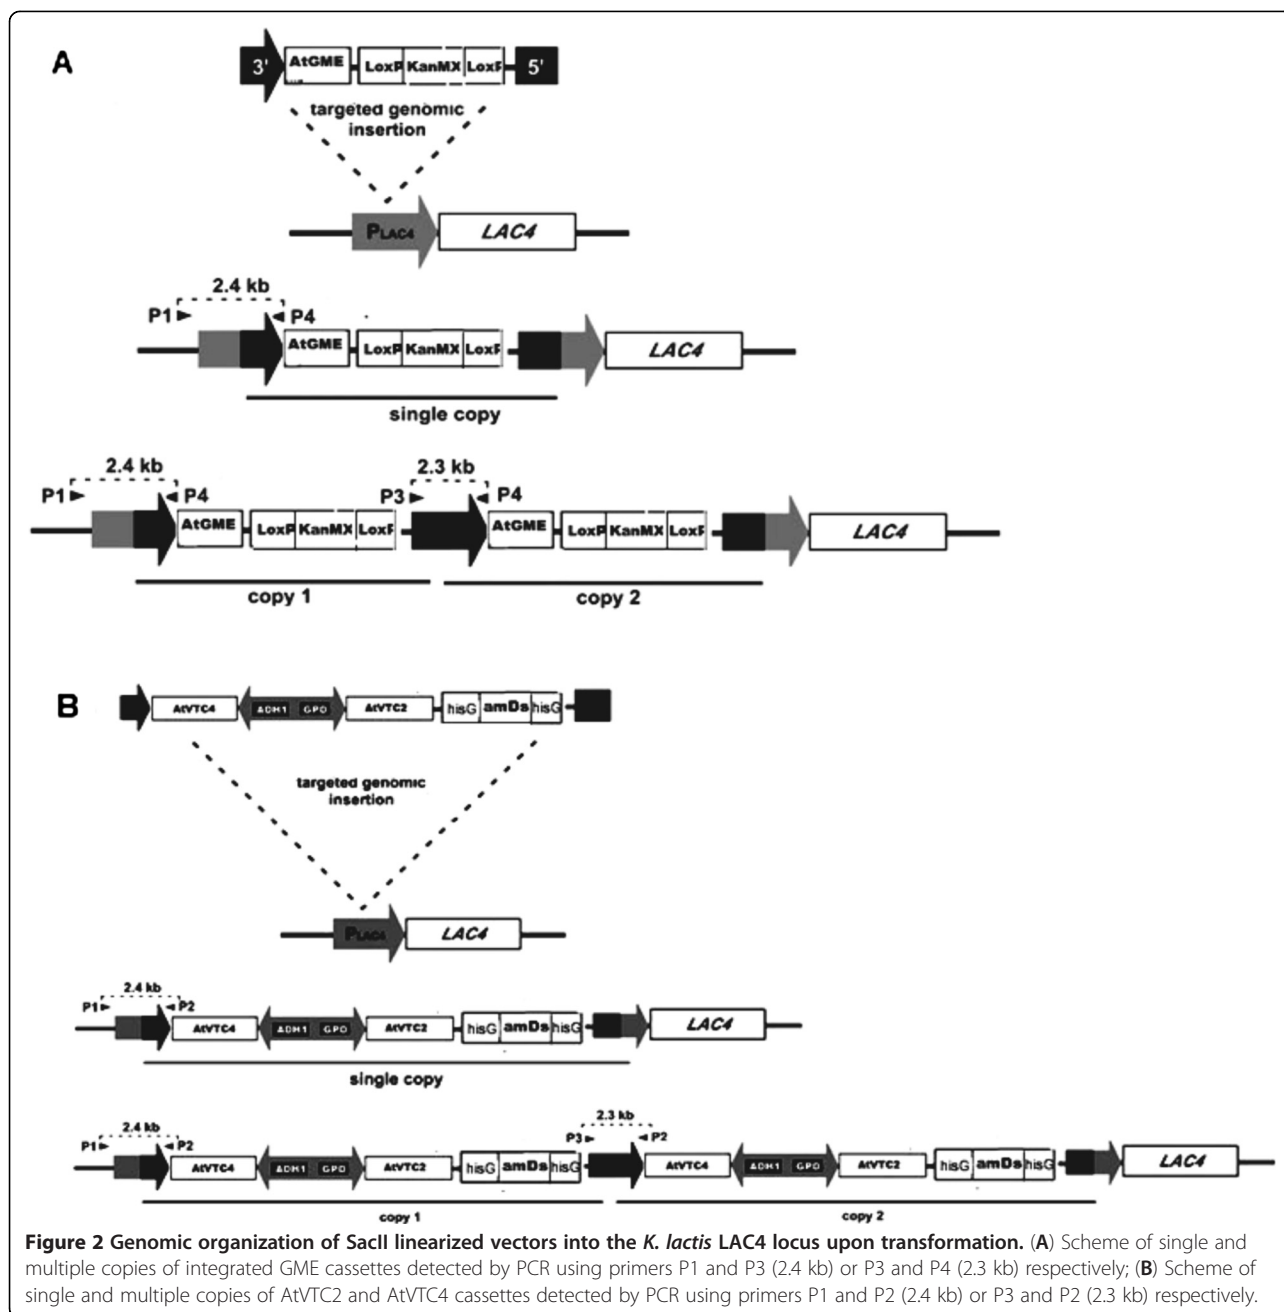 A
3' AtGME LoxP KanMX LoxP 5'
targeted genomic
insertion
PLAC4 LAC4
2.4 kb
P1 P4
AtGME LoxP KanMX LoxP LAC4
single copy
2.4 kb 2.3 kb
P1 P4 P3 P4
AtGME LoxP KanMX LoxP AtGME LoxP KanMX LoxP LAC4
copy 1 copy 2
B
AtVTC4 ADH1 GPD AtVTC2 hisG amDs hisG
targeted genomic
insertion
PLAC4 LAC4
2.4 kb
P1 P2
AtVTC4 ADH1 GPD AtVTC2 hisG amDs hisG LAC4
single copy
2.4 kb 2.3 kb
P1 P2 P3 P2
AtVTC4 ADH1 GPD AtVTC2 hisG amDs hisG AtVTC4 ADH1 GPD AtVTC2 hisG amDs hisG LAC4
copy 1 copy 2
Figure 2 Genomic organization of SacII linearized vectors into the K. lactis LAC4 locus upon transformation. (A) Scheme of single and
multiple copies of integrated GME cassettes detected by PCR using primers P1 and P3 (2.4 kb) or P3 and P4 (2.3 kb) respectively; (B) Scheme of
single and multiple copies of AtVTC2 and AtVTC4 cassettes detected by PCR using primers P1 and P2 (2.4 kb) or P3 and P2 (2.3 kb) respectively.